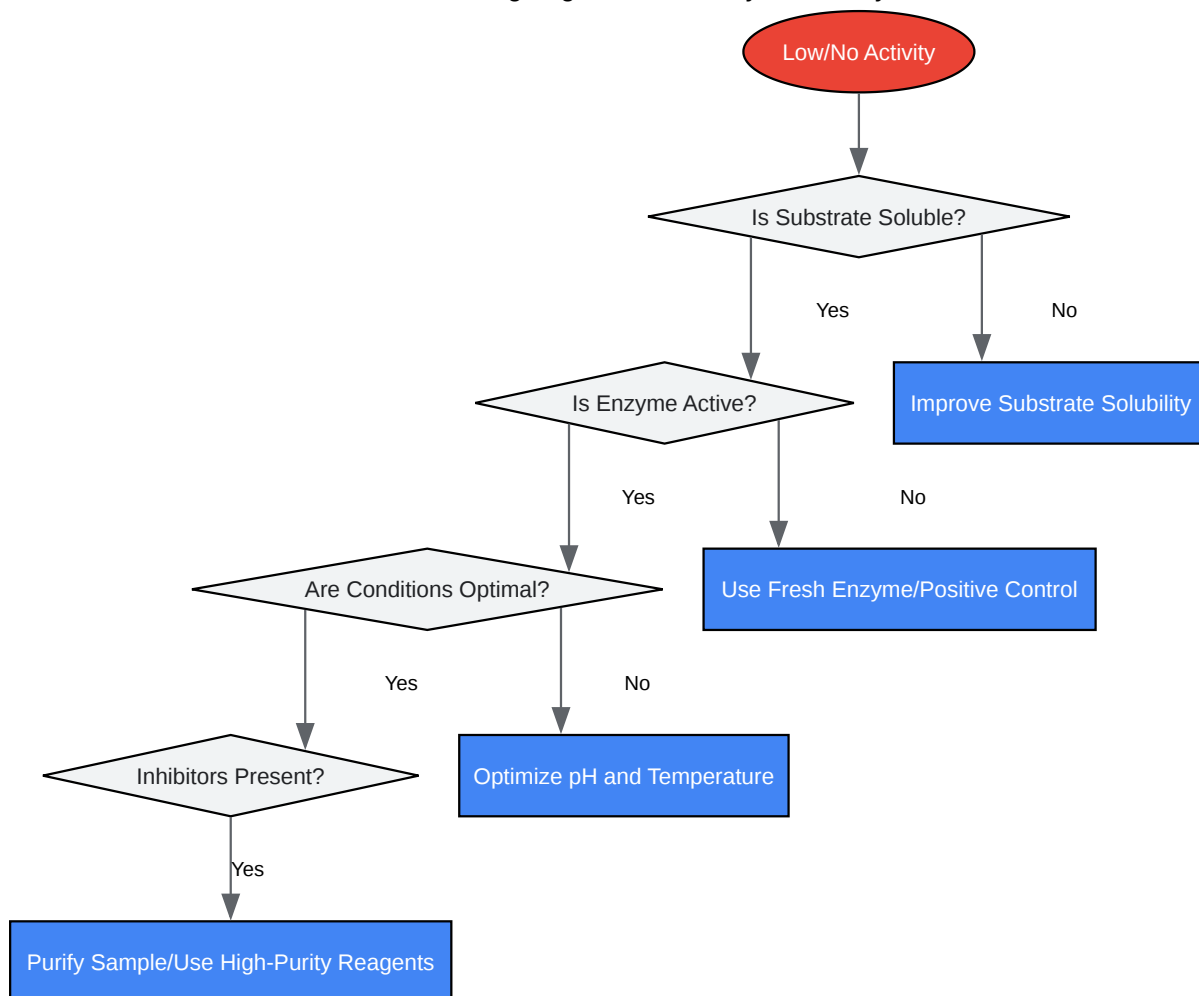 Low/No Activity
Is Substrate Soluble?
Yes
No
Is Enzyme Active?
Improve Substrate Solubility
Yes
No
Are Conditions Optimal?
Use Fresh Enzyme/Positive Control
Yes
No
Inhibitors Present?
Optimize pH and Temperature
Yes
Purify Sample/Use High-Purity Reagents